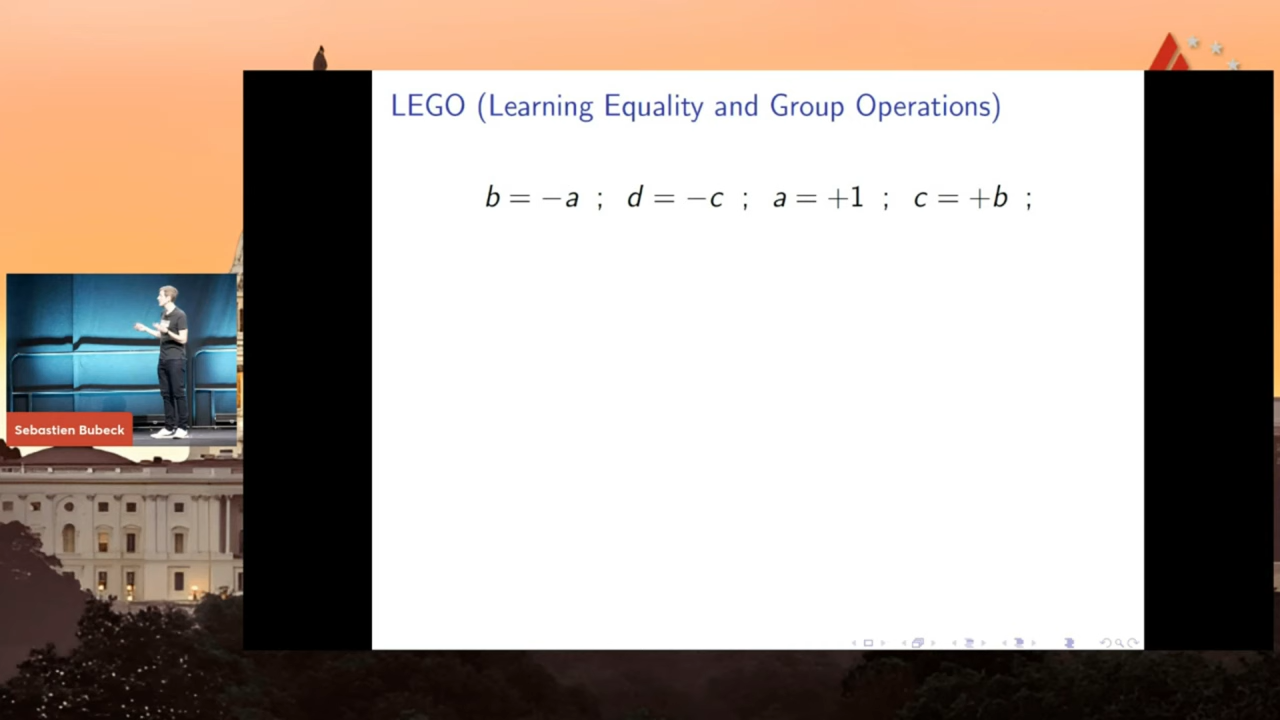 LEGO (Learning Equality and Group Operations)
b = −a ; d = −c ; a = +1 ; c = +b ;
Sebastien Bubeck